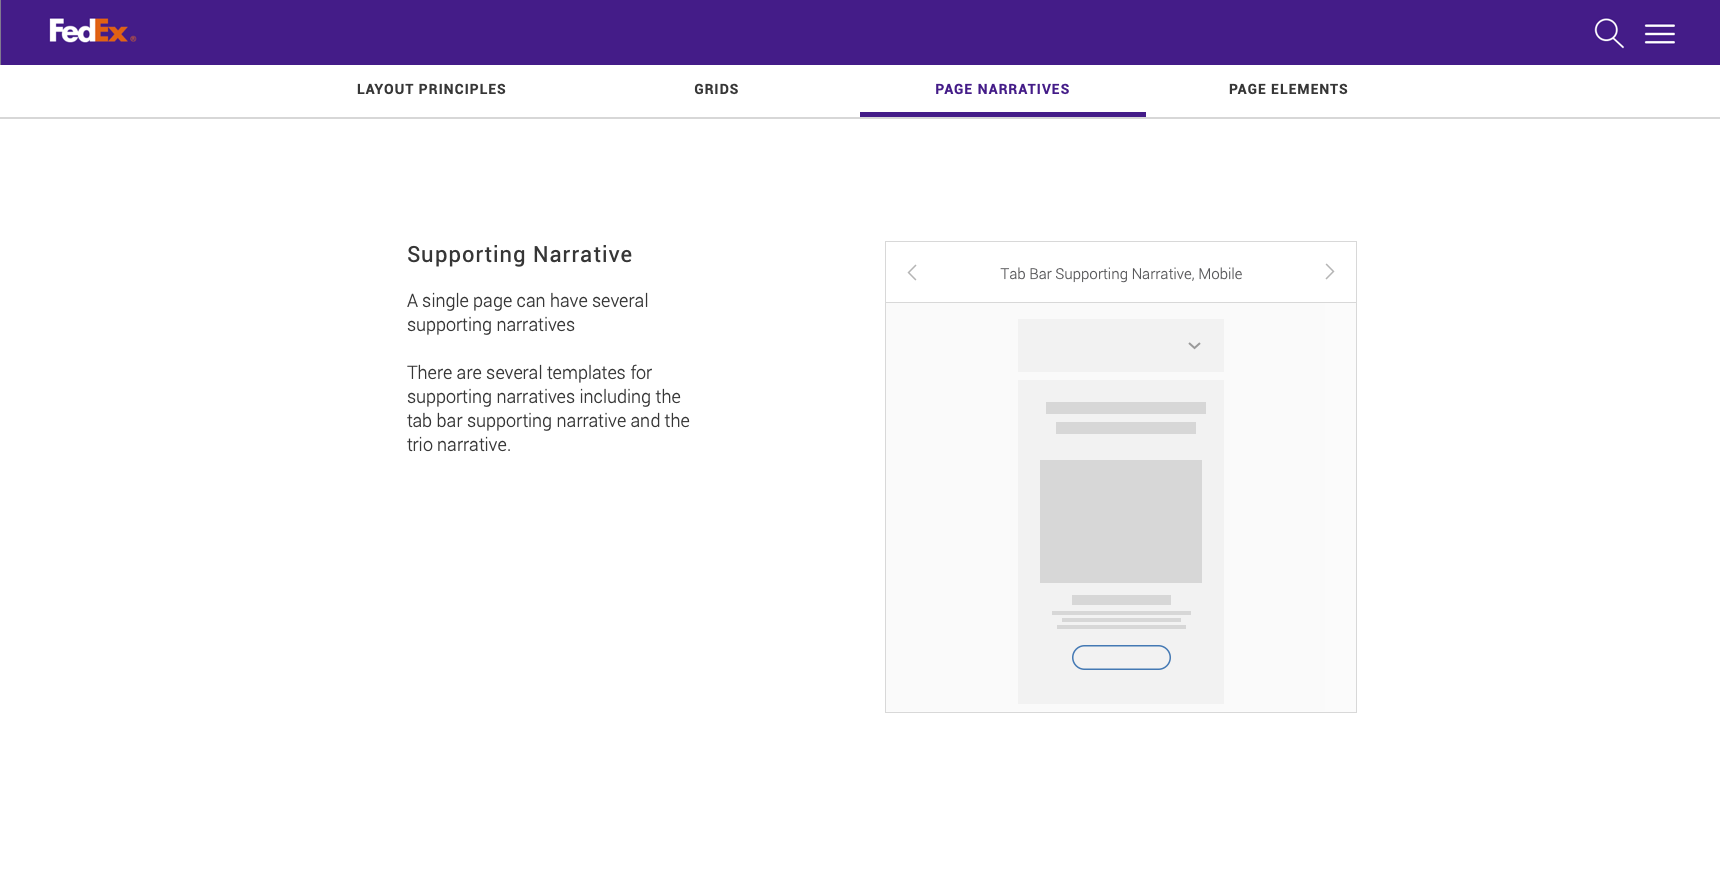 FedEx®
LAYOUT PRINCIPLES
GRIDS
PAGE NARRATIVES
PAGE ELEMENTS
Supporting Narrative
A single page can have several
supporting narratives
There are several templates for
supporting narratives including the
tab bar supporting narrative and the
trio narrative.
Tab Bar Supporting Narrative, Mobile